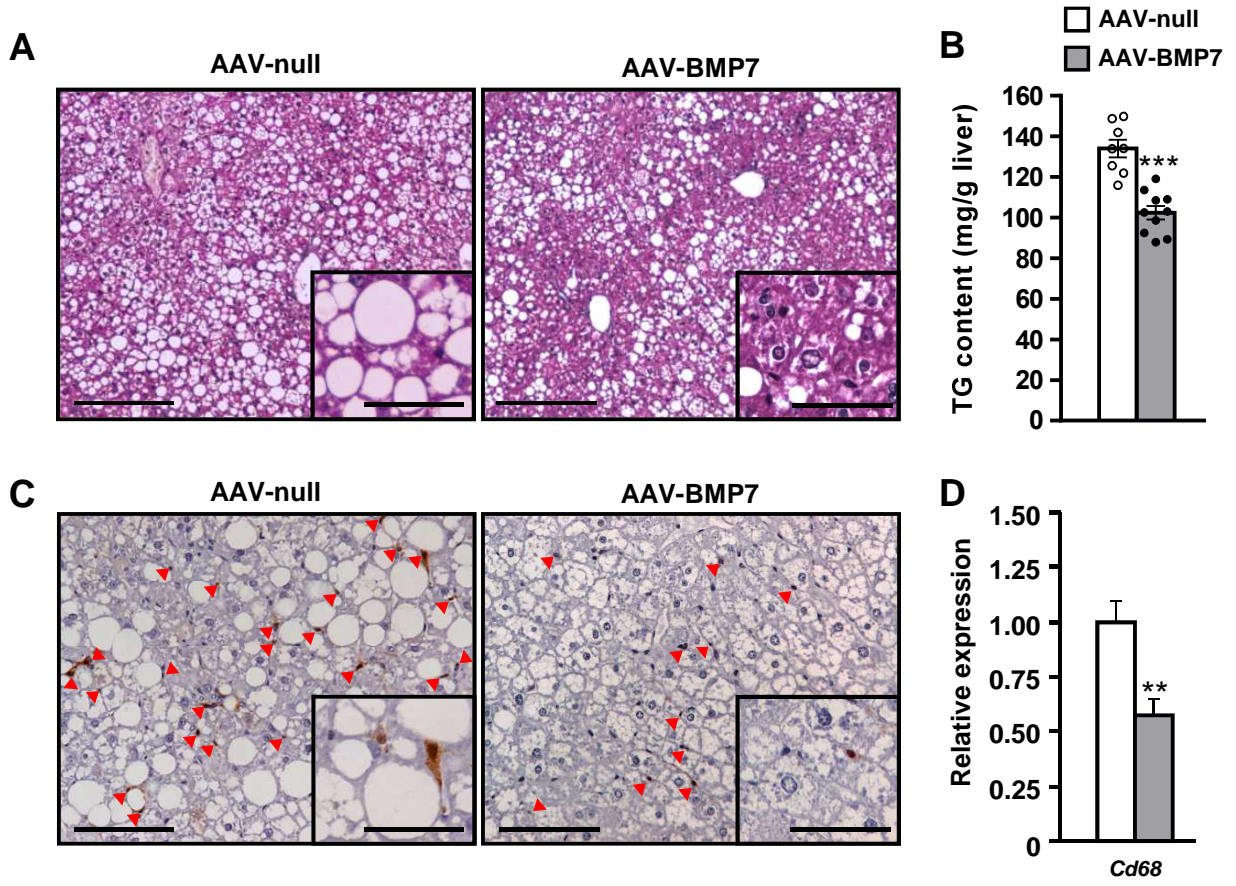 A
AAV-null
AAV-BMP7
B
AAV-null
AAV-BMP7
TG content (mg/g liver)
160
140
120
100
80
60
40
20
0
***
C
AAV-null
AAV-BMP7
D
Relative expression
1.50
1.25
1.00
0.75
0.50
0.25
0
**
Cd68